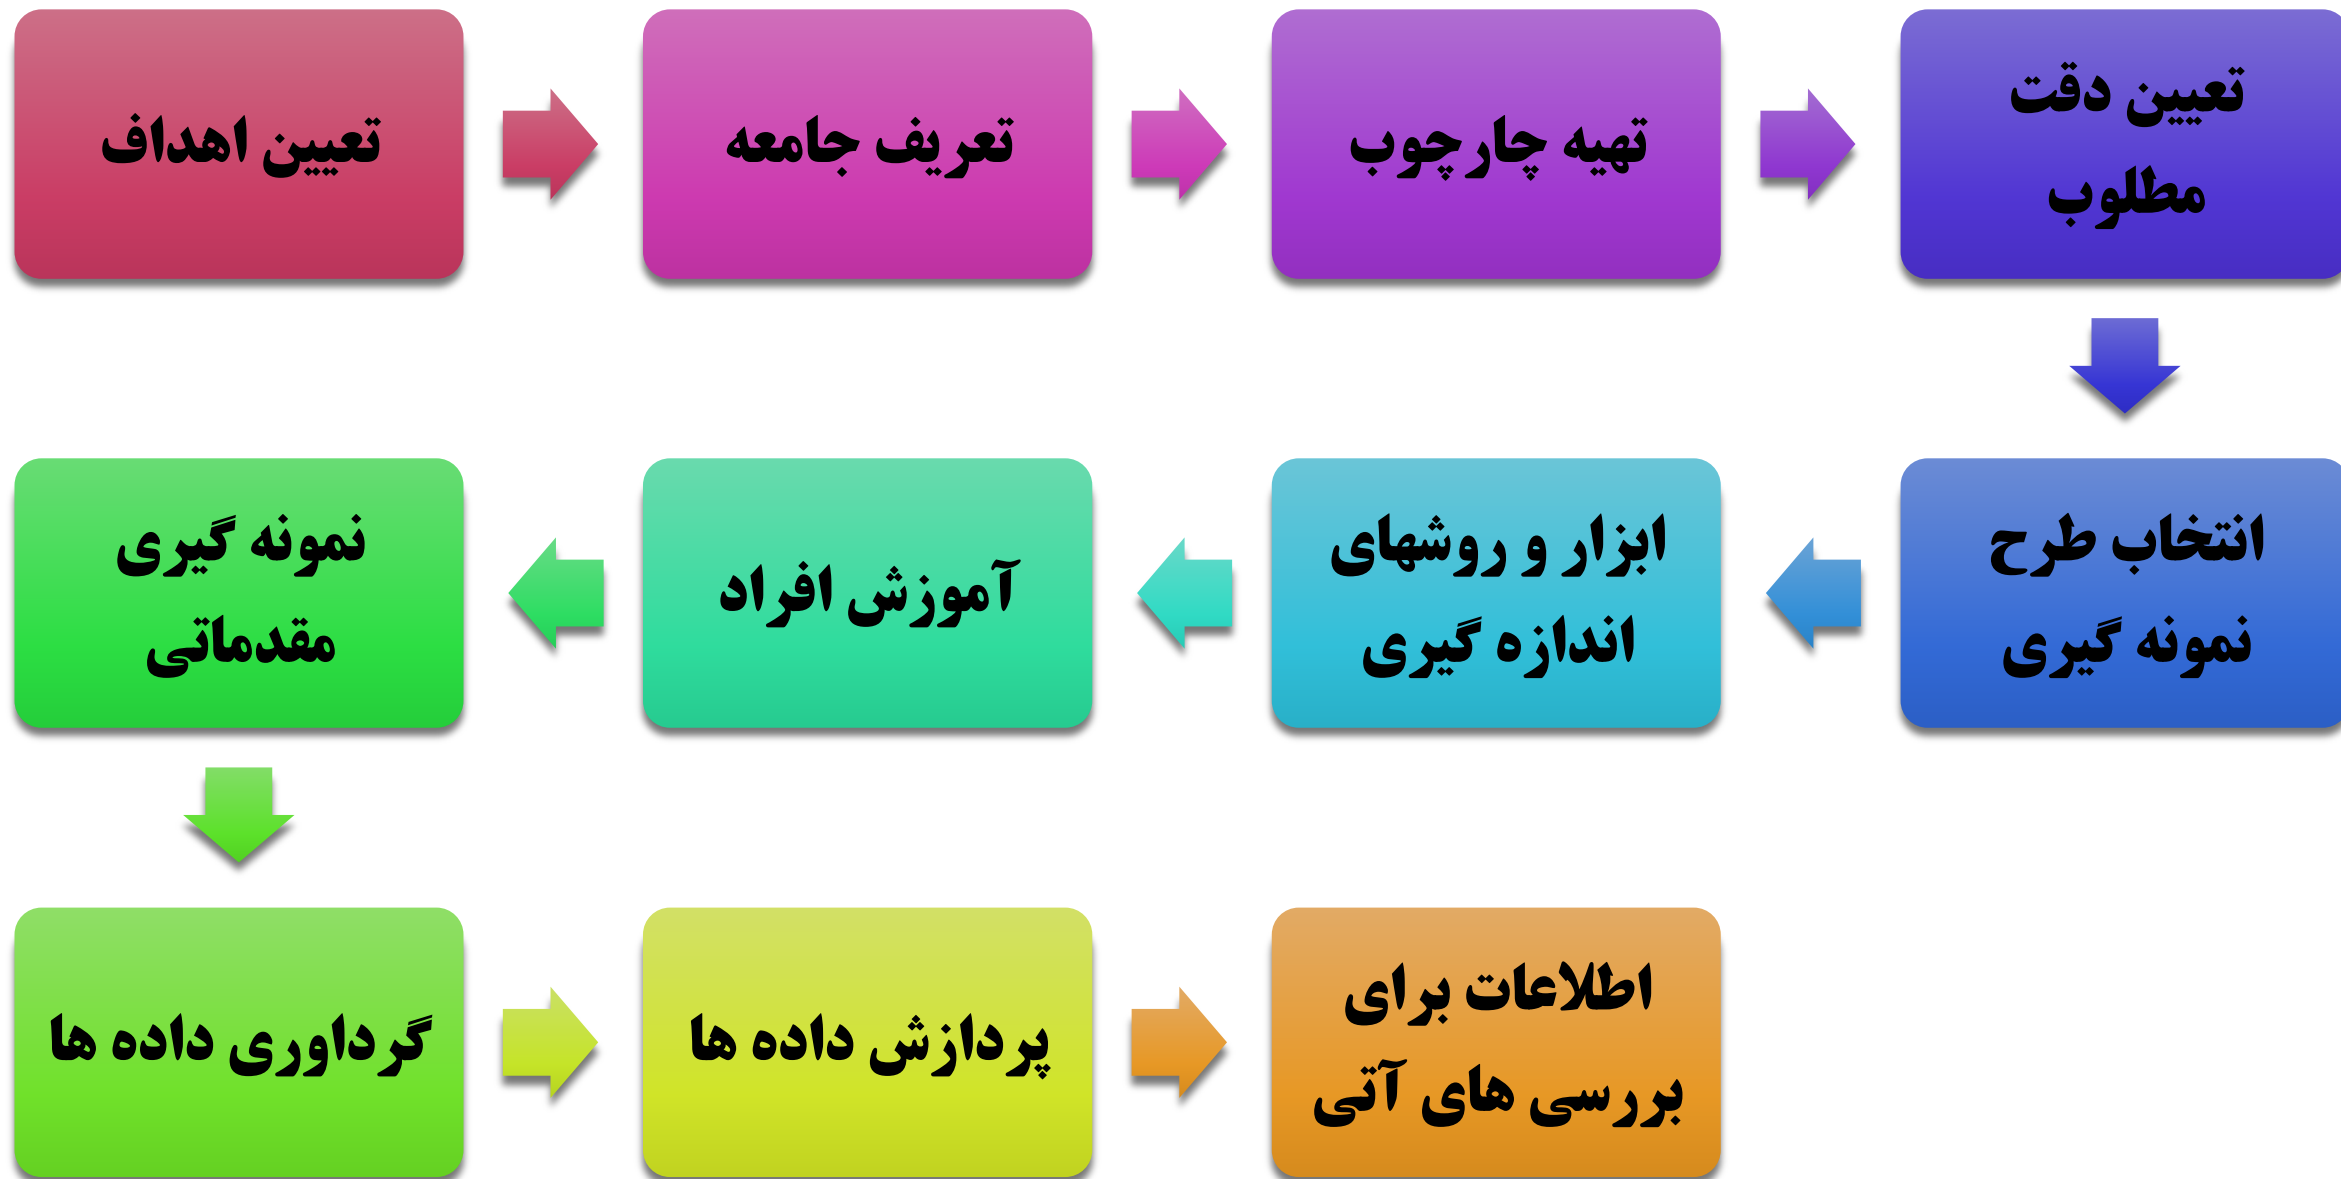 تعیین اهداف
تعریف جامعه
تهیه چارچوب
تعیین دقت
مطلوب
انتخاب طرح
نمونه گیری
ابزار و روشهای
اندازه گیری
آموزش افراد
نمونه گیری
مقدماتی
گرداوری داده ها
پردازش داده ها
اطلاعات برای
بررسی های آتی